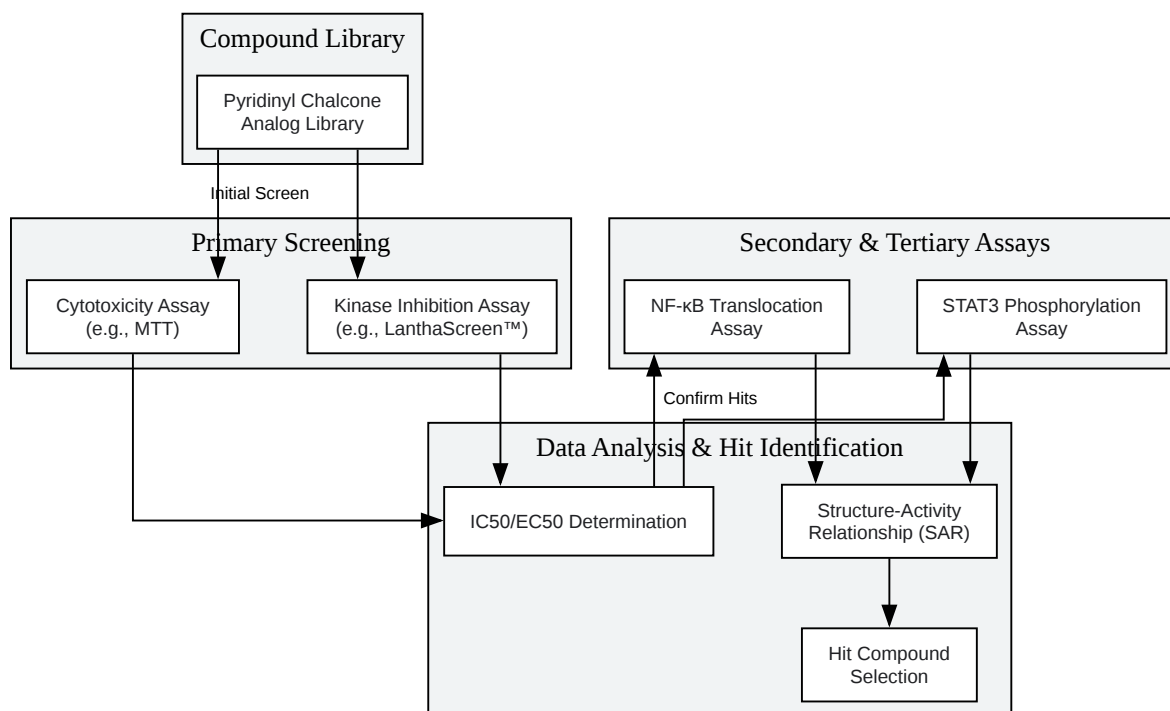 Compound Library
Pyridinyl Chalcone
Analog Library
Initial Screen
Primary Screening
Cytotoxicity Assay
(e.g., MTT)
Kinase Inhibition Assay
(e.g., LanthaScreen™)
Secondary & Tertiary Assays
NF-κB Translocation
Assay
STAT3 Phosphorylation
Assay
Confirm Hits
Data Analysis & Hit Identification
IC50/EC50 Determination
Structure-Activity
Relationship (SAR)
Hit Compound
Selection